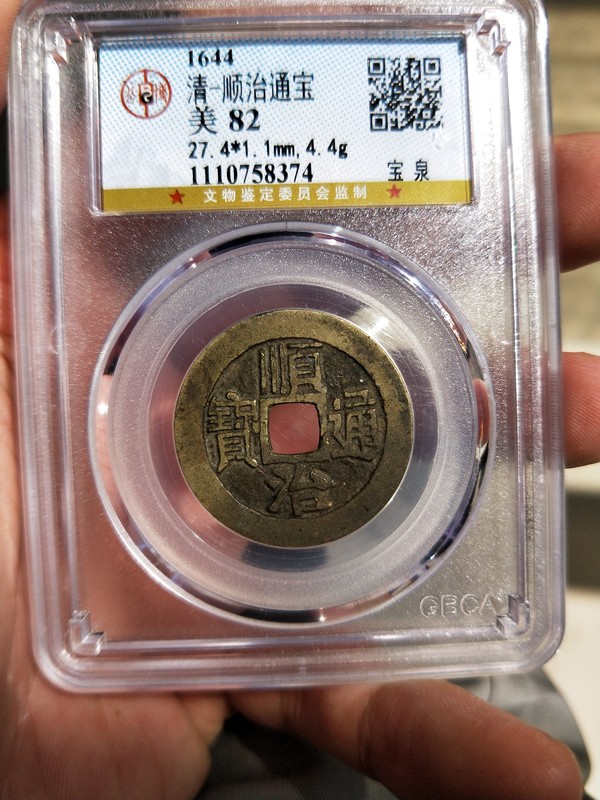 1644
清-顺治通宝
美 82
27.4*1.1mm,4.4g
1110758374 宝泉
★ 文物鉴定委员会监制 ★
順
寶 通
治
GBCA